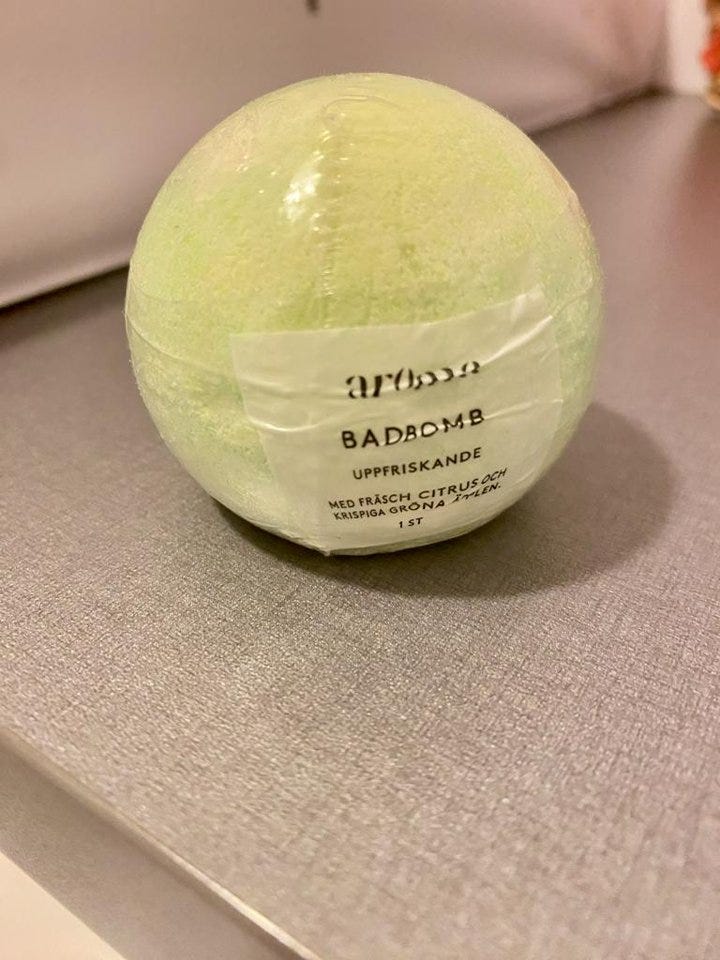 BADBOMB
UPPFRISKANDE
MED FRÄSCH CITRUS OCH
KRISPIGA GRÖNA
1 ST